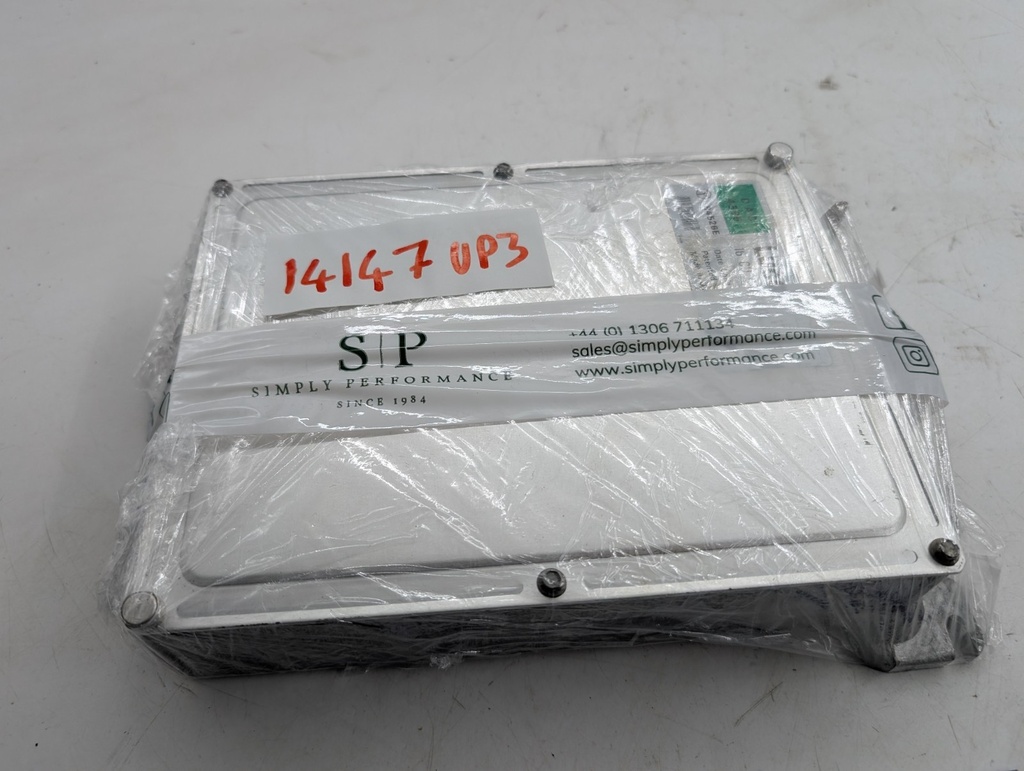 14147 UP3
S|P
SIMPLY PERFORMANCE
SINCE 1984
+44 (0) 1306 711134
sales@simplyperformance.com
www.simplyperformance.com